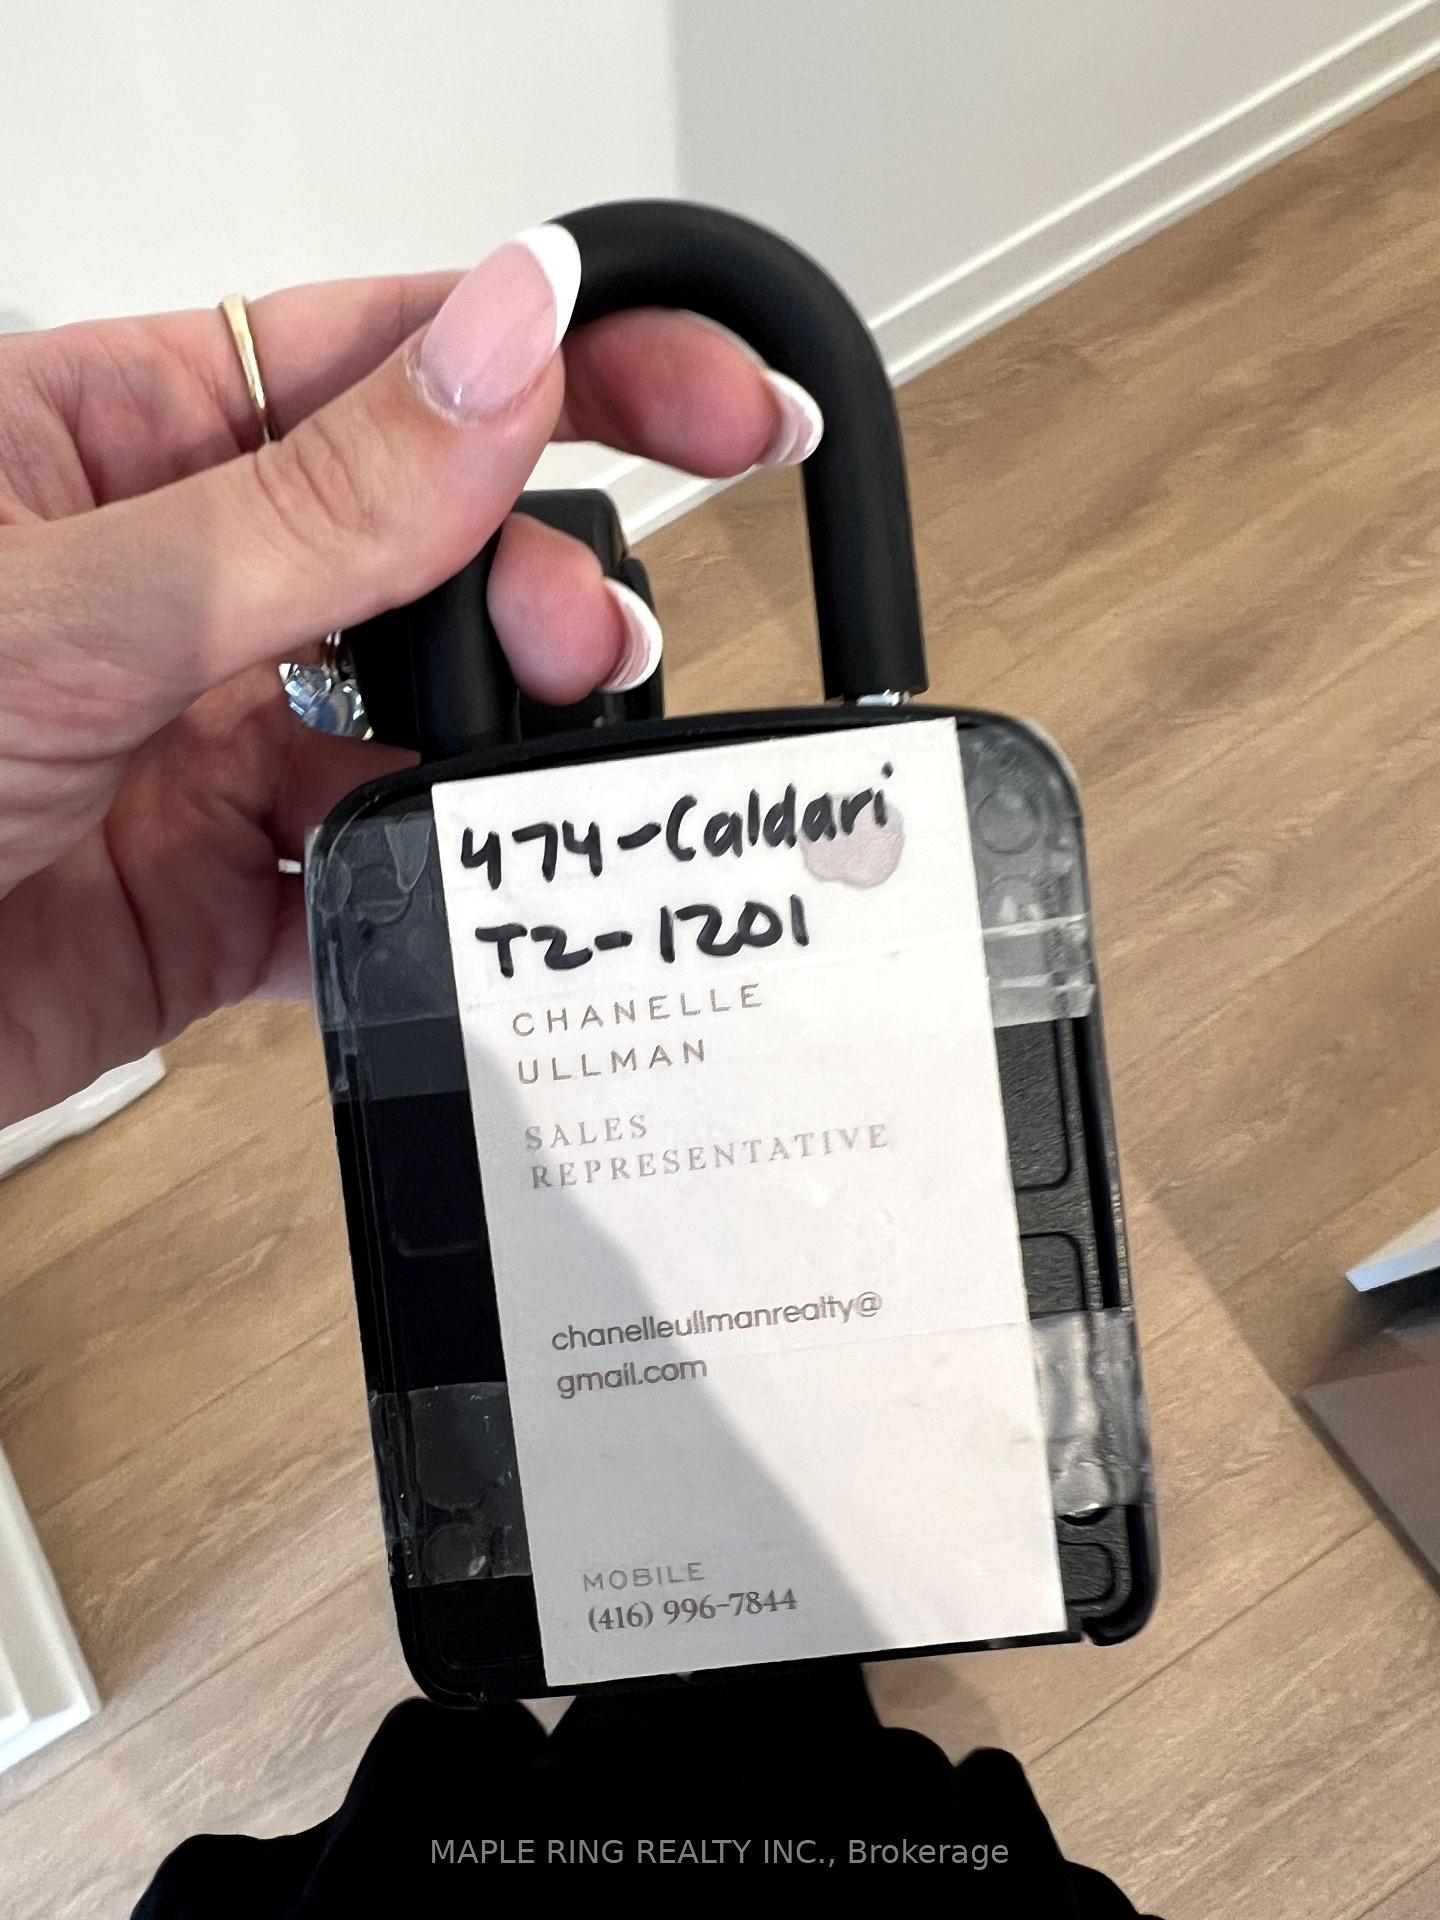 474-Caldari
T2-1201
CHANELLE
ULLMAN
SALES
REPRESENTATIVE
chanelleullmanrealty@
gmail.com
MOBILE
(416) 996-7844
MAPLE RING REALTY INC., Brokerage